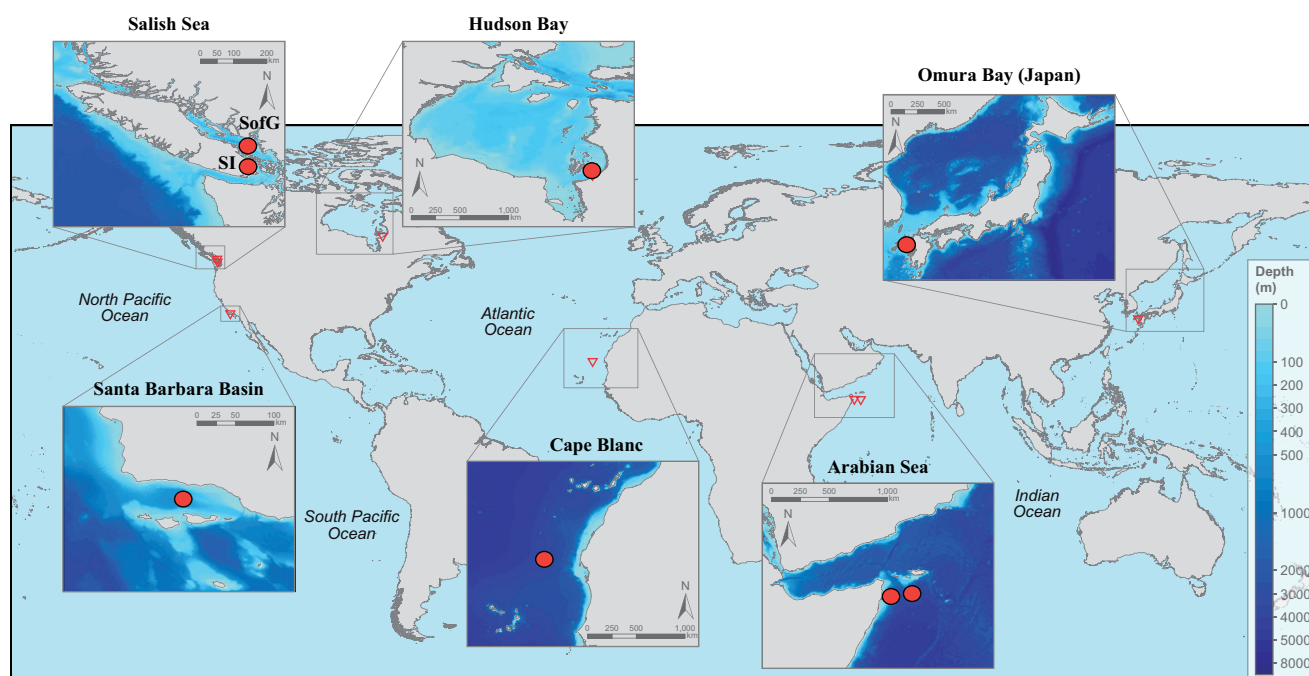 Salish Sea
0 50 100 200
km
N
SofG
SI
Hudson Bay
N
0 250 500 1,000
km
Omura Bay (Japan)
0 250 500
km
N
North Pacific
Ocean
Atlantic
Ocean
Depth
(m)
0
100
200
300
400
500
1000
2000
3000
4000
5000
8000
Santa Barbara Basin
0 25 50 100
km
N
South Pacific
Ocean
Cape Blanc
N
0 250 500 1,000
km
Arabian Sea
0 250 500 1,000
km
N
Indian
Ocean